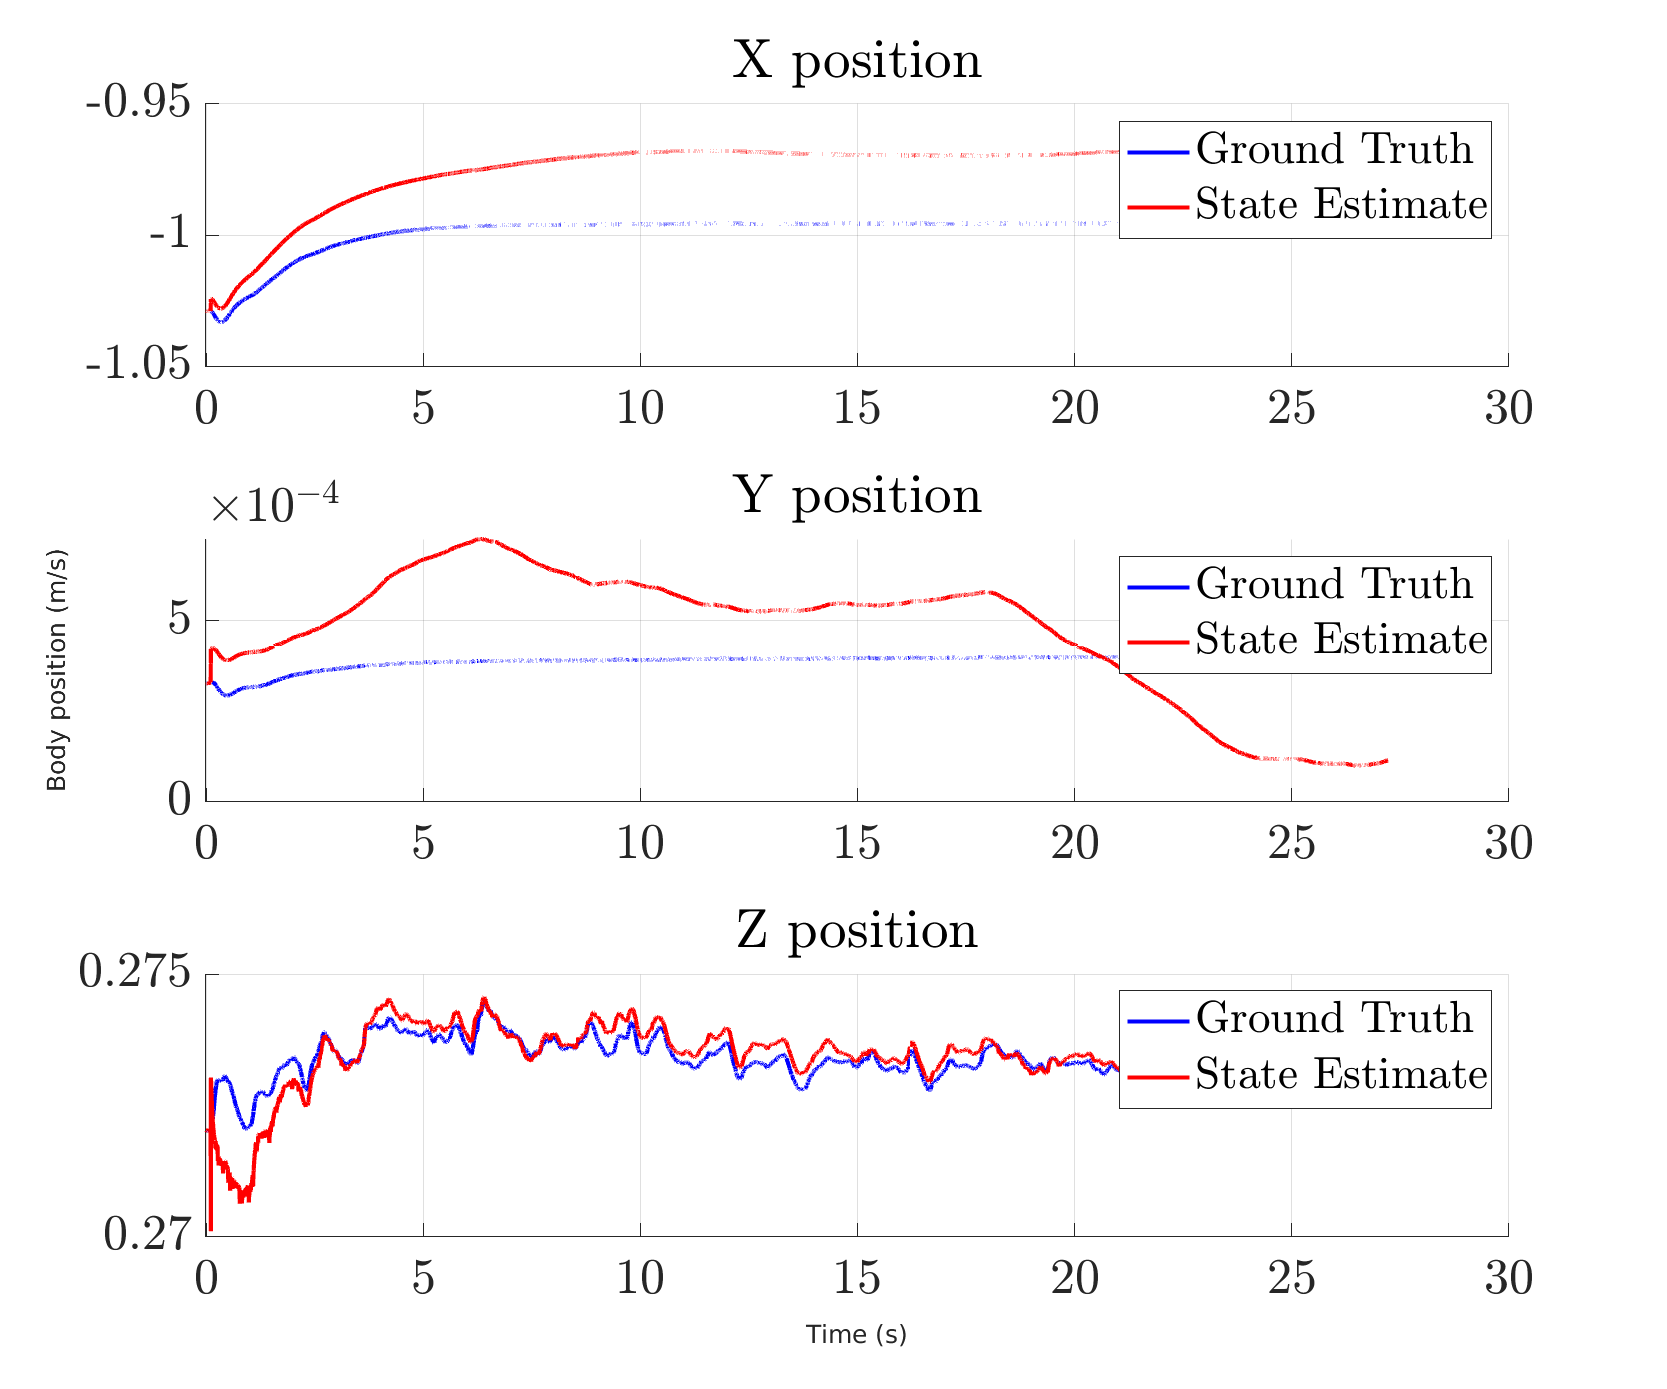 X position
-0.95
-1
-1.05
Ground Truth
State Estimate
0 5 10 15 20 25 30
Y position
×10⁻⁴
5
0
Ground Truth
State Estimate
Body position (m/s)
0 5 10 15 20 25 30
Z position
0.275
0.27
Ground Truth
State Estimate
0 5 10 15 20 25 30
Time (s)